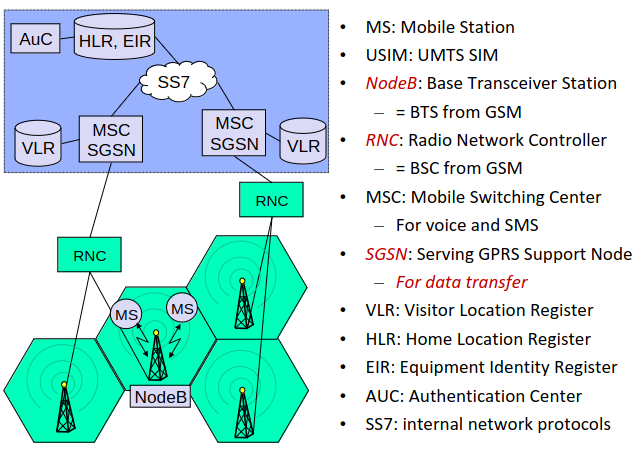 AuC
HLR, EIR
SS7
MSC
SGSN
VLR
MSC
SGSN
VLR
RNC
RNC
MS
MS
NodeB
• MS: Mobile Station
• USIM: UMTS SIM
• NodeB: Base Transceiver Station
– = BTS from GSM
• RNC: Radio Network Controller
– = BSC from GSM
• MSC: Mobile Switching Center
– For voice and SMS
• SGSN: Serving GPRS Support Node
– For data transfer
• VLR: Visitor Location Register
• HLR: Home Location Register
• EIR: Equipment Identity Register
• AUC: Authentication Center
• SS7: internal network protocols